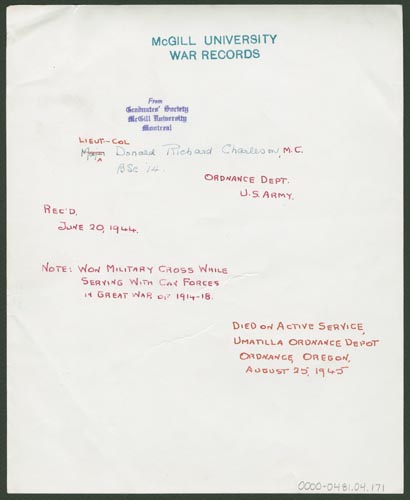 McGILL UNIVERSITY
WAR RECORDS
From
Graduates' Society
McGill University
Montreal
LIEUT-COL
Donald Richard Charleson, M.C.
BSc '14.
ORDNANCE DEPT.
U.S. ARMY.
REC'D.
JUNE 20, 1944.
NOTE: WON MILITARY CROSS WHILE
SERVING WITH CAN FORCES
IN GREAT WAR OF 1914-18.
DIED ON ACTIVE SERVICE,
UMATILLA ORDNANCE DEPOT
ORDNANCE, OREGON,
AUGUST 25, 1945
0000-0481.04.171